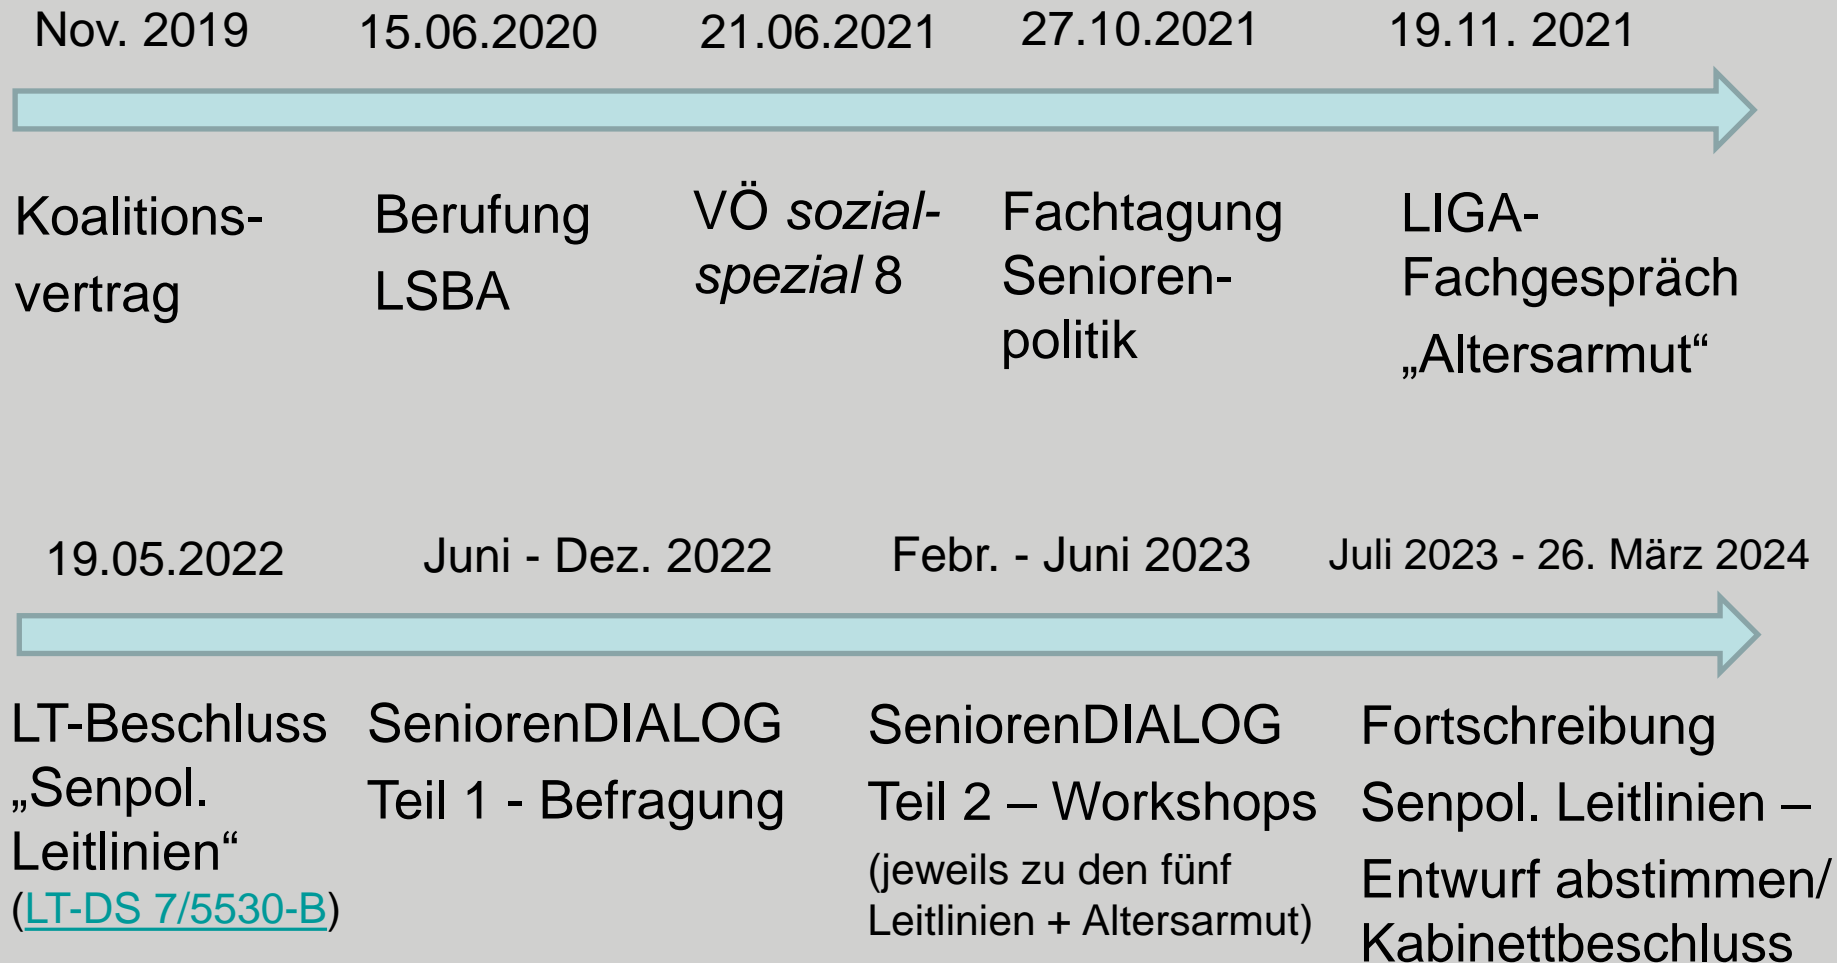 Nov. 2019 15.06.2020 21.06.2021 27.10.2021 19.11. 2021
Koalitions-
vertrag
Berufung
LSBA
VÖ sozial-
spezial 8
Fachtagung
Senioren-
politik
LIGA-
Fachgespräch
„Altersarmut“
19.05.2022 Juni - Dez. 2022 Febr. - Juni 2023 Juli 2023 - 26. März 2024
LT-Beschluss
„Senpol.
Leitlinien“
(LT-DS 7/5530-B)
SeniorenDIALOG
Teil 1 - Befragung
SeniorenDIALOG
Teil 2 – Workshops
(jeweils zu den fünf
Leitlinien + Altersarmut)
Fortschreibung
Senpol. Leitlinien –
Entwurf abstimmen/
Kabinettbeschluss